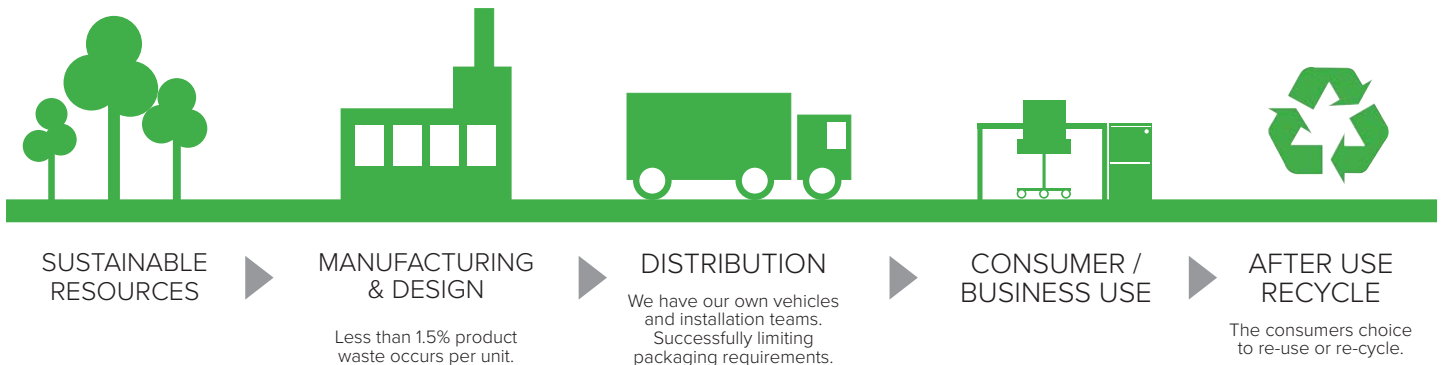 SUSTAINABLE
RESOURCES
MANUFACTURING
& DESIGN
Less than 1.5% product
waste occurs per unit.
DISTRIBUTION
We have our own vehicles
and installation teams.
Successfully limiting
packaging requirements.
CONSUMER /
BUSINESS USE
AFTER USE
RECYCLE
The consumers choice
to re-use or re-cycle.